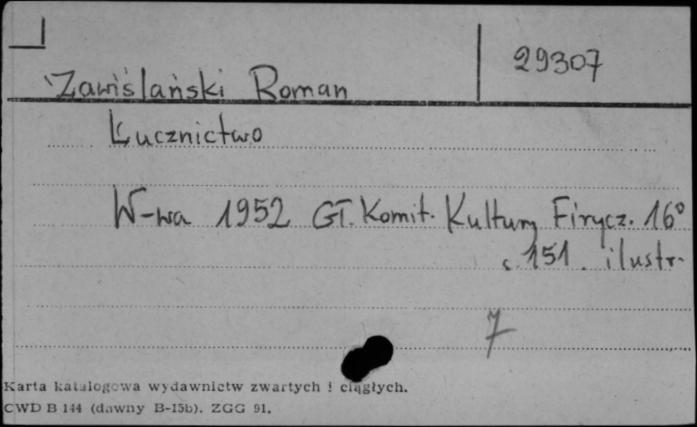 29307
Zawiślański Roman
Łucznictwo
W-wa 1952 Gł. Komit. Kultury Fizycz. 16°
s. 151. ilustr.
7
Karta katalogowa wydawnictw zwartych i ciągłych.
CWD B 144 (dawny B-15b). ZGG 91.